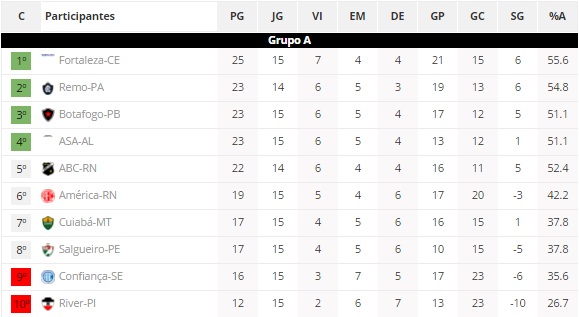 C Participantes PG JG VI EM DE GP GC SG %A
Grupo A
1º Fortaleza-CE 25 15 7 4 4 21 15 6 55.6
2º Remo-PA 23 14 6 5 3 19 13 6 54.8
3º Botafogo-PB 23 15 6 5 4 17 12 5 51.1
4º ASA-AL 23 15 6 5 4 13 12 1 51.1
5º ABC-RN 22 14 6 4 4 16 11 5 52.4
6º América-RN 19 15 5 4 6 17 20 -3 42.2
7º Cuiabá-MT 17 15 4 5 6 16 15 1 37.8
8º Salgueiro-PE 17 15 4 5 6 10 15 -5 37.8
9º Confiança-SE 16 15 3 7 5 17 23 -6 35.6
10º River-PI 12 15 2 6 7 13 23 -10 26.7